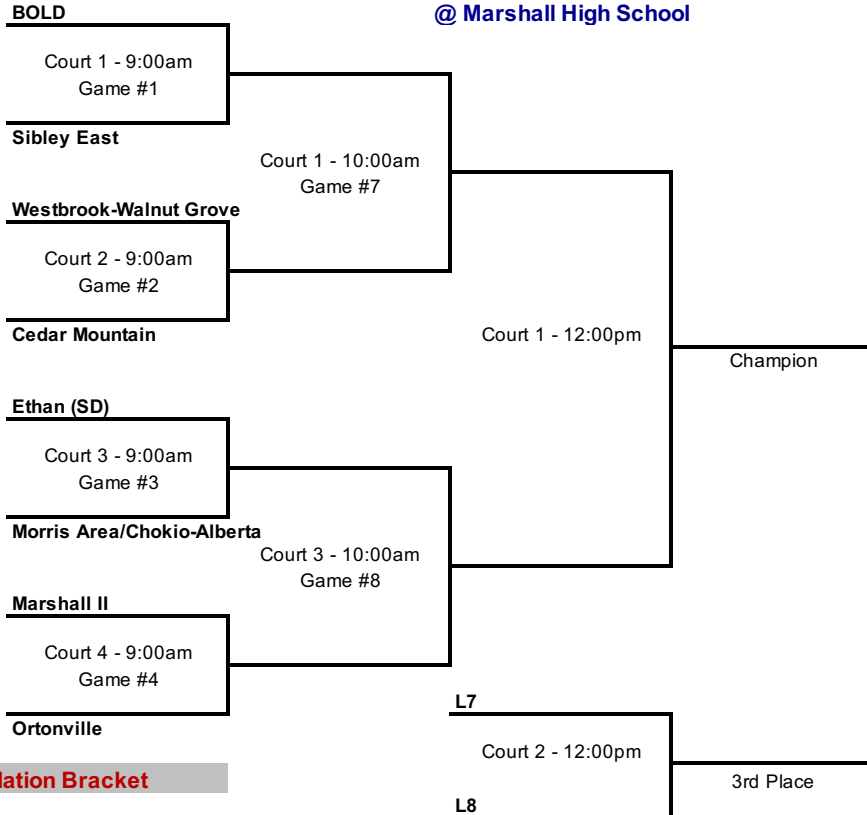 BOLD
@ Marshall High School
Court 1 - 9:00am
Game #1
Sibley East
Court 1 - 10:00am
Game #7
Westbrook-Walnut Grove
Court 2 - 9:00am
Game #2
Cedar Mountain
Court 1 - 12:00pm
Champion
Ethan (SD)
Court 3 - 9:00am
Game #3
Morris Area/Chokio-Alberta
Court 3 - 10:00am
Game #8
Marshall II
Court 4 - 9:00am
Game #4
Ortonville
L7
Court 2 - 12:00pm
3rd Place
lation Bracket
L8